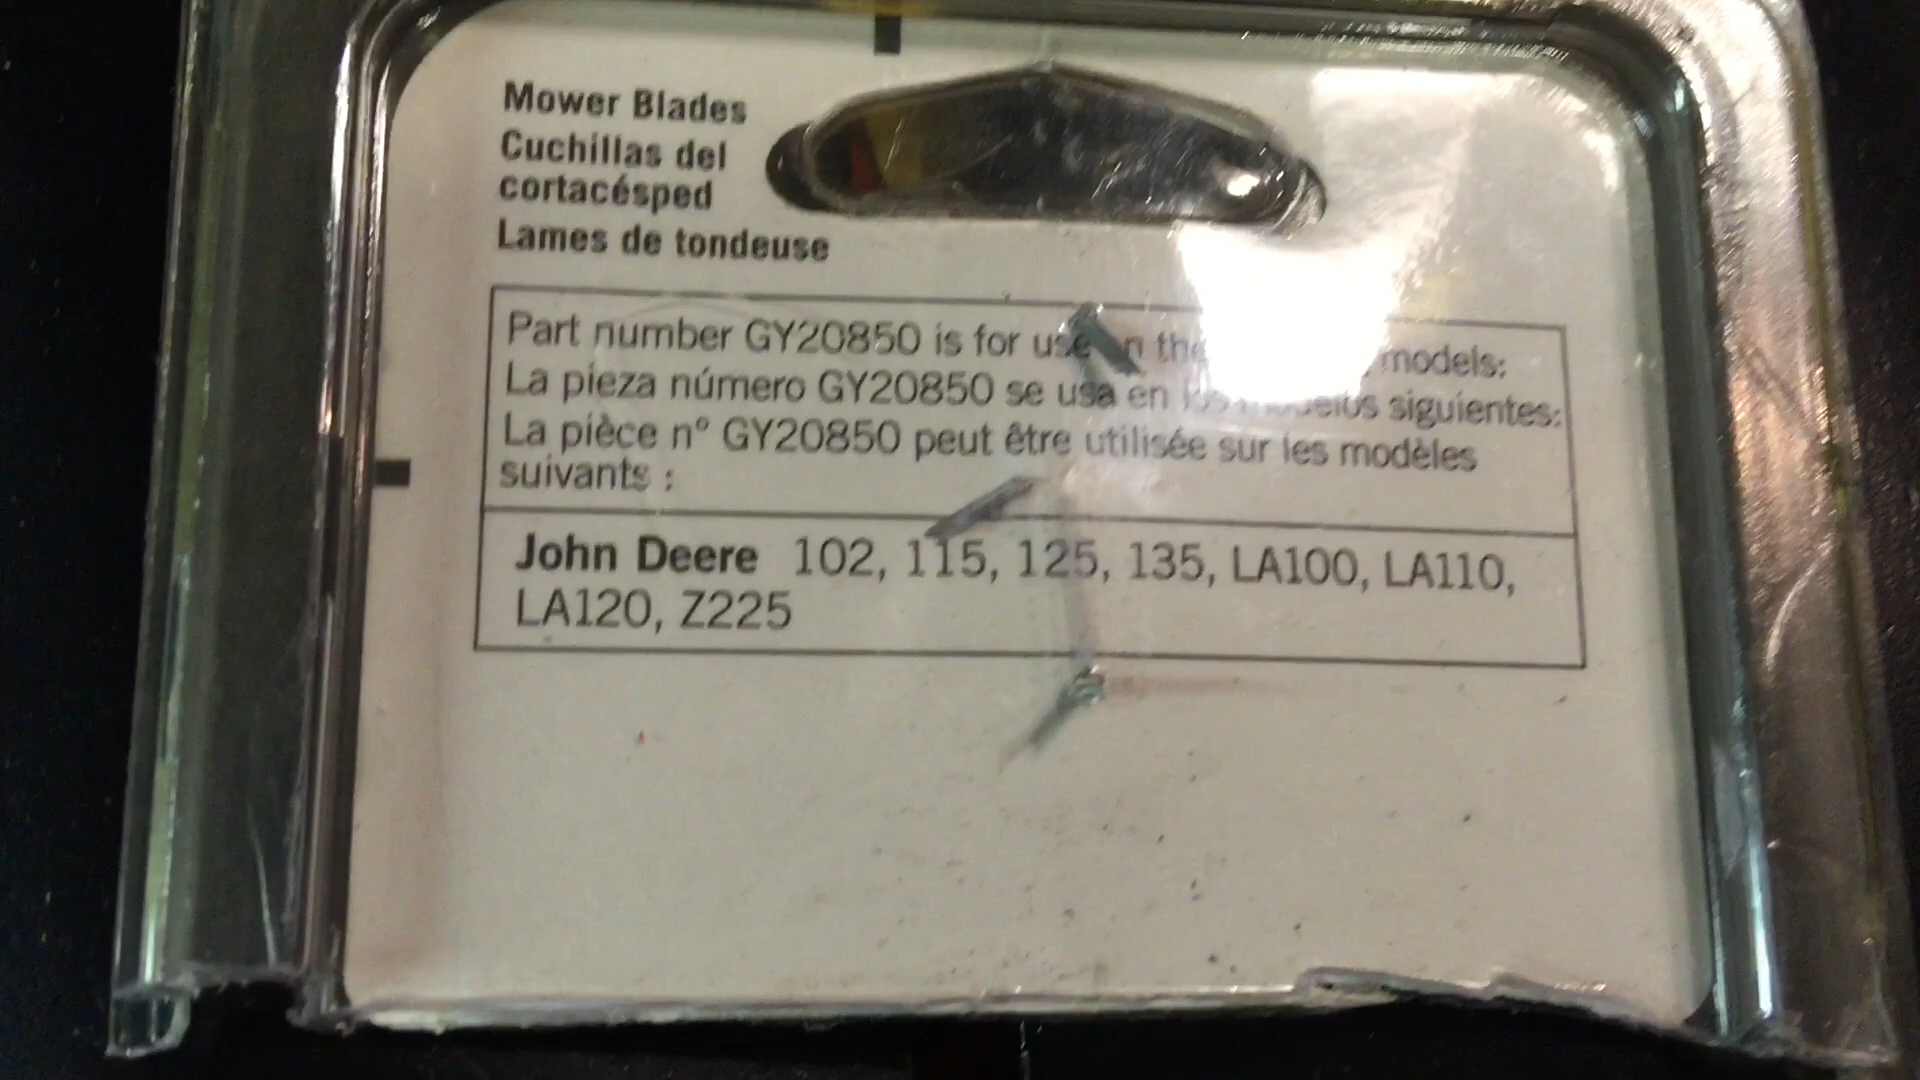 Mower Blades
Cuchillas del
cortacésped
Lames de tondeuse
Part number GY20850 is for use on the models:
La pieza número GY20850 se usa en los modelos siguientes:
La pièce n° GY20850 peut être utilisée sur les modèles
suivants :
John Deere 102, 115, 125, 135, LA100, LA110,
LA120, Z225